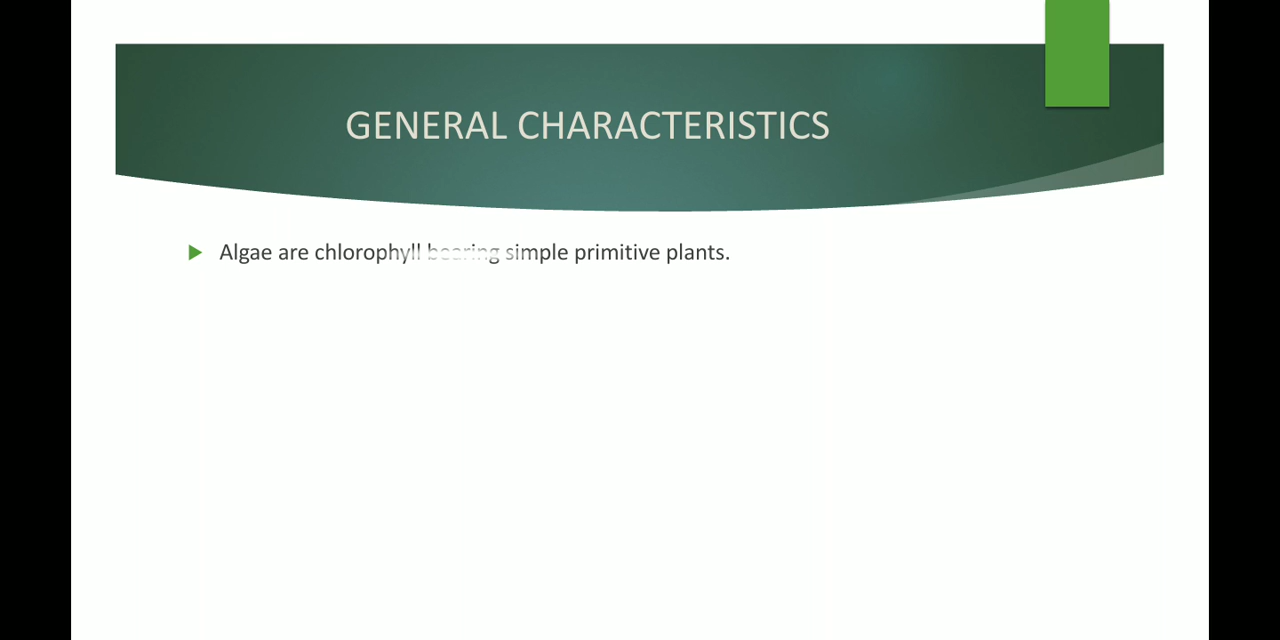 GENERAL CHARACTERISTICS
Algae are chlorophyll bearing simple primitive plants.